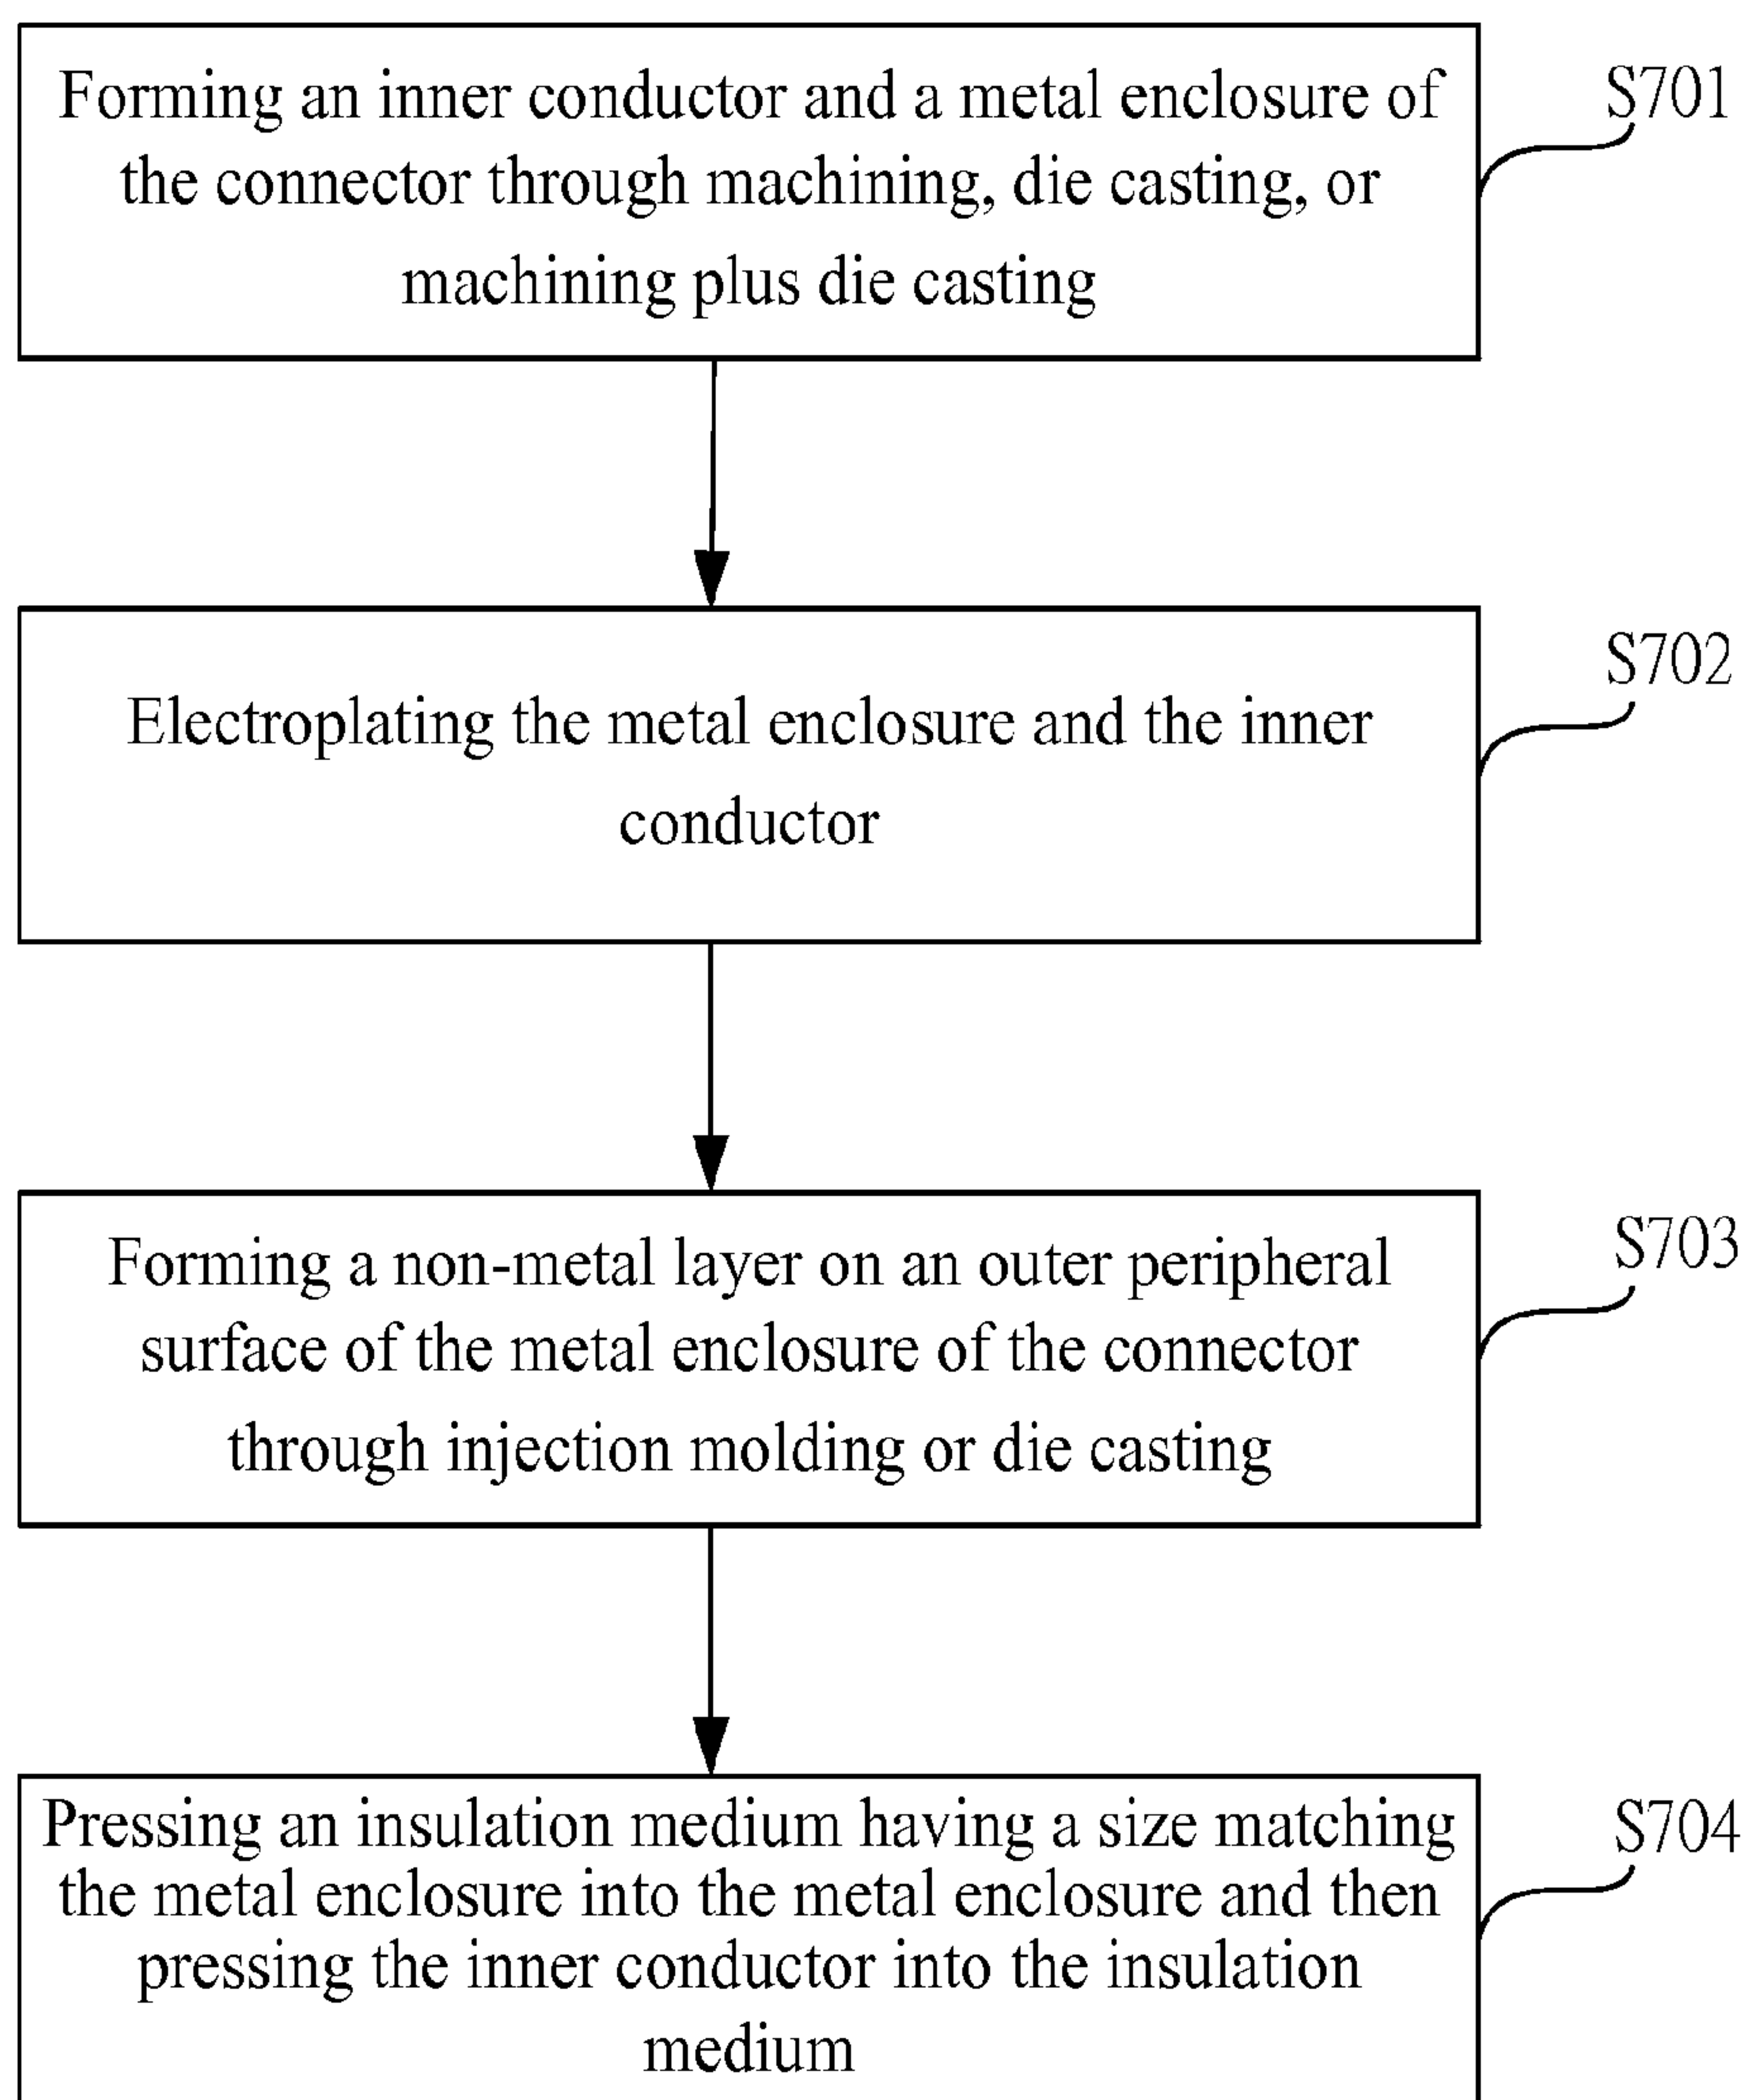 Forming an inner conductor and a metal enclosure of
the connector through machining, die casting, or
machining plus die casting
S701
Electroplating the metal enclosure and the inner
conductor
S702
Forming a non-metal layer on an outer peripheral
surface of the metal enclosure of the connector
through injection molding or die casting
S703
Pressing an insulation medium having a size matching
the metal enclosure into the metal enclosure and then
pressing the inner conductor into the insulation
medium
S704